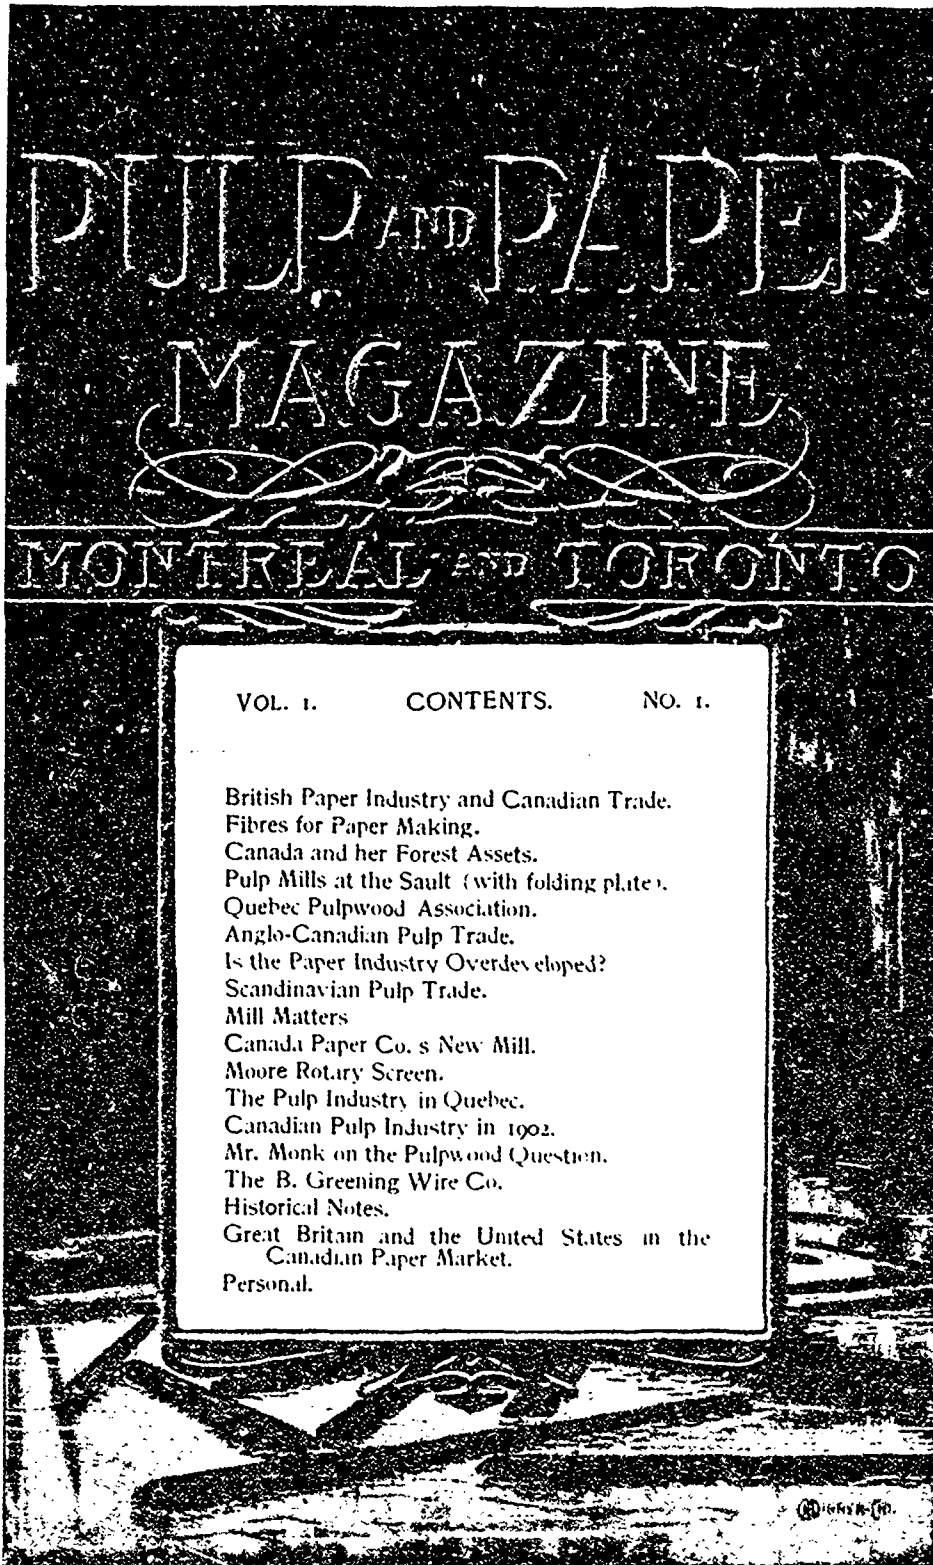 PULP AND PAPER
MAGAZINE
MONTREAL AND TORONTO
VOL. 1. CONTENTS. NO. 1.
British Paper Industry and Canadian Trade.
Fibres for Paper Making.
Canada and her Forest Assets.
Pulp Mills at the Sault (with folding plate).
Quebec Pulpwood Association.
Anglo-Canadian Pulp Trade.
Is the Paper Industry Overdeveloped?
Scandinavian Pulp Trade.
Mill Matters
Canada Paper Co. s New Mill.
Moore Rotary Screen.
The Pulp Industry in Quebec.
Canadian Pulp Industry in 1902.
Mr. Monk on the Pulpwood Question.
The B. Greening Wire Co.
Historical Notes.
Great Britain and the United States in the
Canadian Paper Market.
Personal.